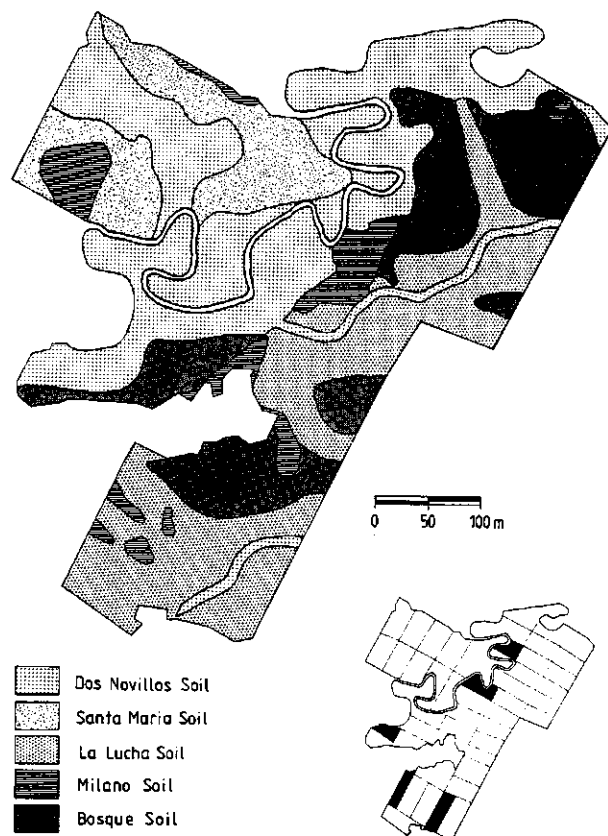 0 50 100 m
Dos Novillos Soil
Santa Maria Soil
La Lucha Soil
Milano Soil
Bosque Soil